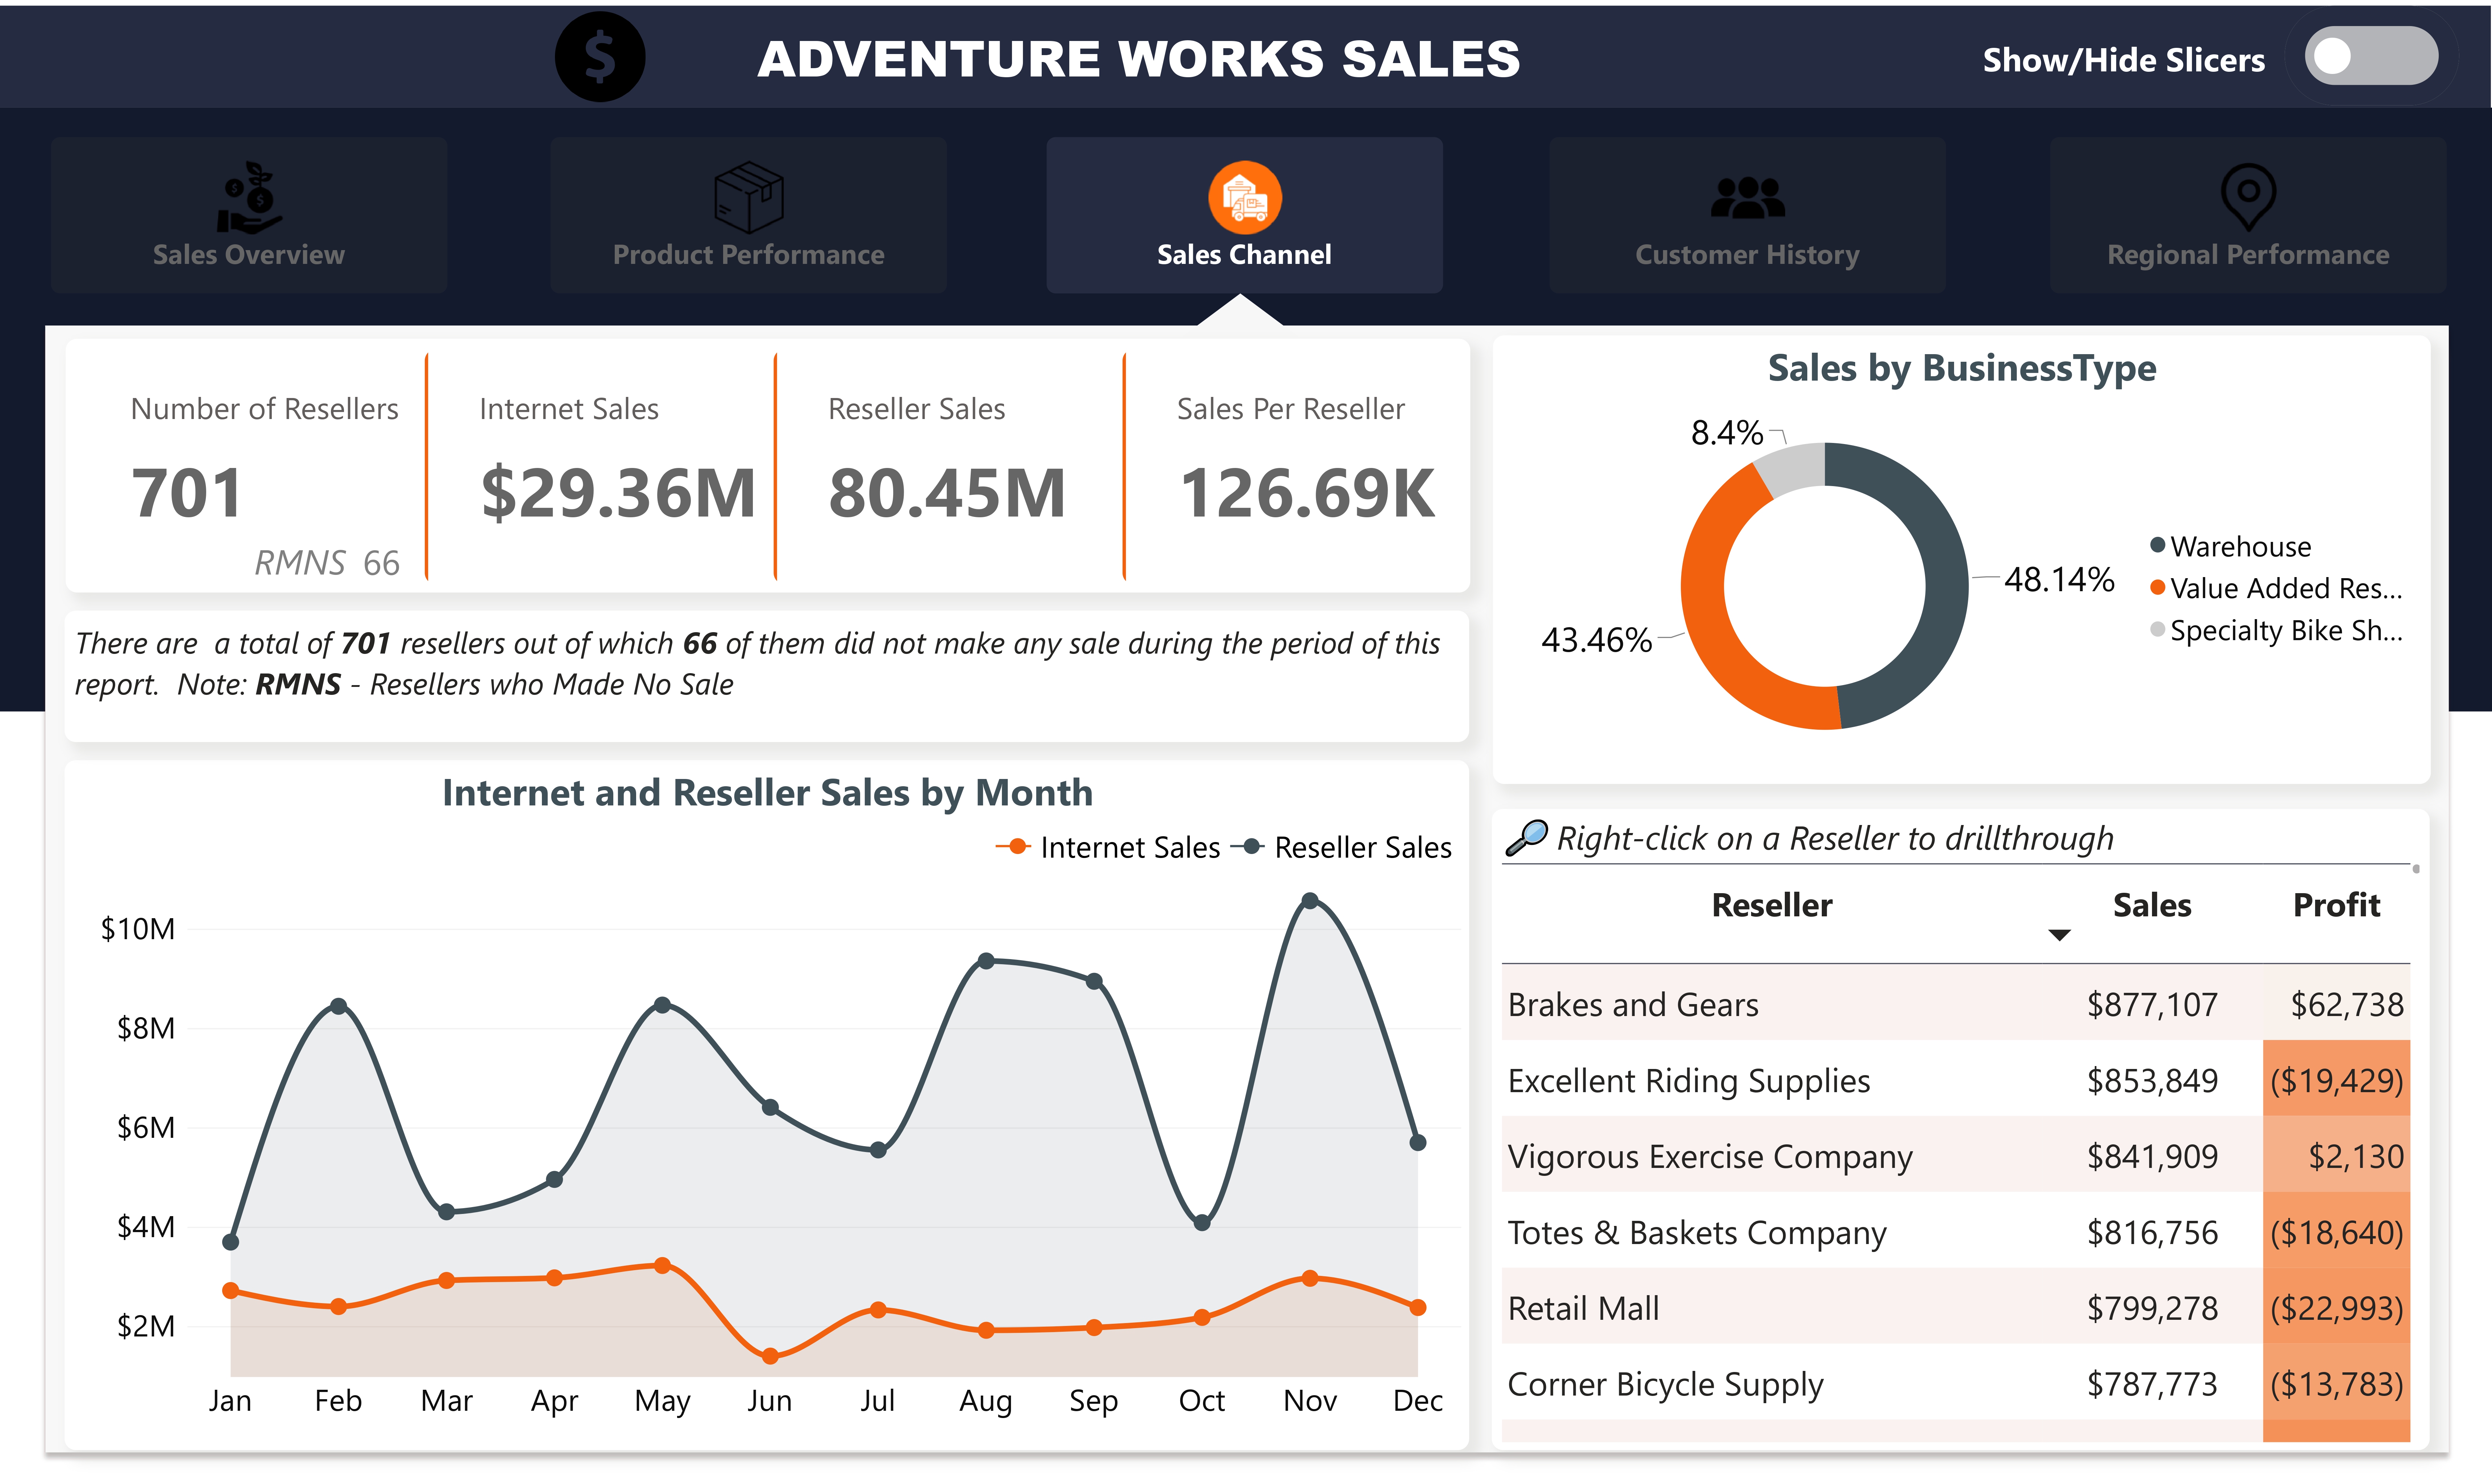 ADVENTURE WORKS SALES
Show/Hide Slicers
Sales Overview
Product Performance
Sales Channel
Customer History
Regional Performance
Number of Resellers
701
RMNS 66
Internet Sales
$29.36M
Reseller Sales
80.45M
Sales Per Reseller
126.69K
There are a total of 701 resellers out of which 66 of them did not make any sale during the period of this
report. Note: RMNS - Resellers who Made No Sale
Sales by BusinessType
8.4%
48.14%
43.46%
Warehouse
Value Added Res...
Specialty Bike Sh...
Internet and Reseller Sales by Month
Internet Sales Reseller Sales
$10M
$8M
$6M
$4M
$2M
Jan Feb Mar Apr May Jun Jul Aug Sep Oct Nov Dec
Right-click on a Reseller to drillthrough
Reseller Sales Profit
Brakes and Gears $877,107 $62,738
Excellent Riding Supplies $853,849 ($19,429)
Vigorous Exercise Company $841,909 $2,130
Totes & Baskets Company $816,756 ($18,640)
Retail Mall $799,278 ($22,993)
Corner Bicycle Supply $787,773 ($13,783)